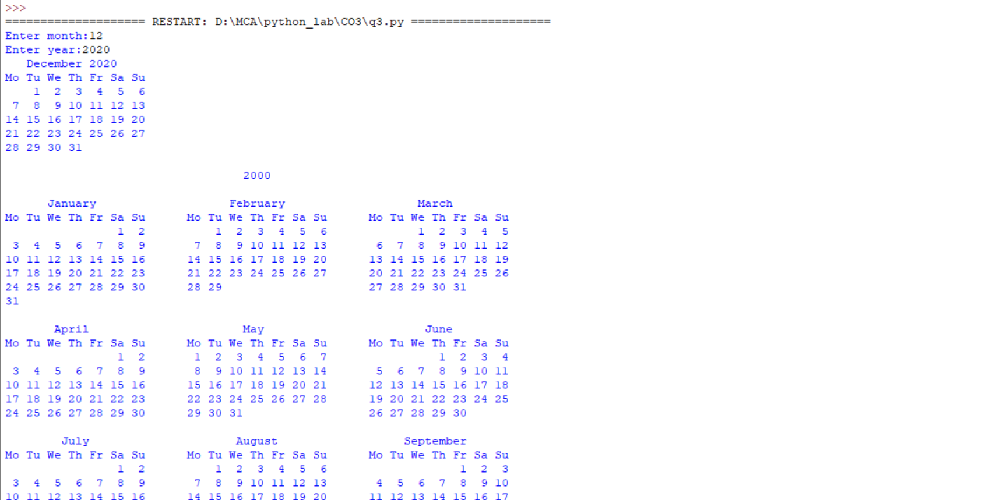 >>>
==================== RESTART: D:\MCA\python_lab\CO3\q3.py ====================
Enter month:12
Enter year:2020
   December 2020
Mo Tu We Th Fr Sa Su
    1  2  3  4  5  6
 7  8  9 10 11 12 13
14 15 16 17 18 19 20
21 22 23 24 25 26 27
28 29 30 31
                                  2000
      January                   February                   March
Mo Tu We Th Fr Sa Su      Mo Tu We Th Fr Sa Su      Mo Tu We Th Fr Sa Su
                1  2          1  2  3  4  5  6             1  2  3  4  5
 3  4  5  6  7  8  9       7  8  9 10 11 12 13       6  7  8  9 10 11 12
10 11 12 13 14 15 16      14 15 16 17 18 19 20      13 14 15 16 17 18 19
17 18 19 20 21 22 23      21 22 23 24 25 26 27      20 21 22 23 24 25 26
24 25 26 27 28 29 30      28 29                     27 28 29 30 31
31
       April                      May                       June
Mo Tu We Th Fr Sa Su      Mo Tu We Th Fr Sa Su      Mo Tu We Th Fr Sa Su
                1  2       1  2  3  4  5  6  7                1  2  3  4
 3  4  5  6  7  8  9       8  9 10 11 12 13 14       5  6  7  8  9 10 11
10 11 12 13 14 15 16      15 16 17 18 19 20 21      12 13 14 15 16 17 18
17 18 19 20 21 22 23      22 23 24 25 26 27 28      19 20 21 22 23 24 25
24 25 26 27 28 29 30      29 30 31                  26 27 28 29 30
        July                     August                  September
Mo Tu We Th Fr Sa Su      Mo Tu We Th Fr Sa Su      Mo Tu We Th Fr Sa Su
                1  2          1  2  3  4  5  6                   1  2  3
 3  4  5  6  7  8  9       7  8  9 10 11 12 13       4  5  6  7  8  9 10
10 11 12 13 14 15 16      14 15 16 17 18 19 20      11 12 13 14 15 16 17